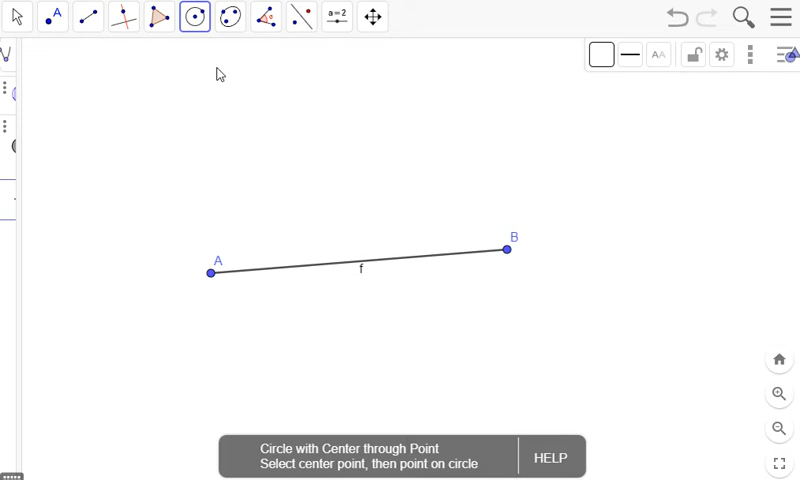 A
a=2
AA
B
A
f
Circle with Center through Point
Select center point, then point on circle
HELP